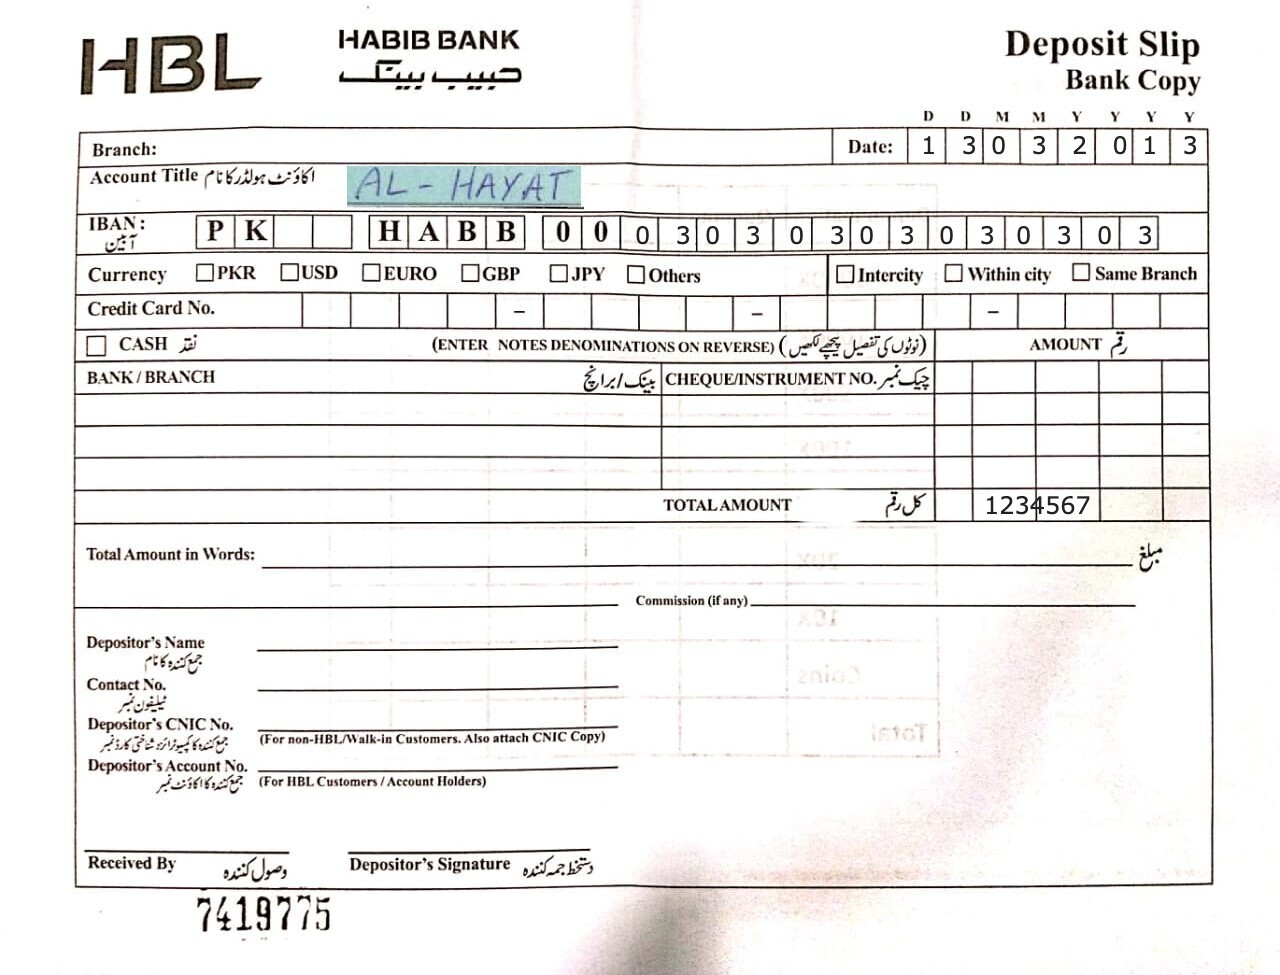 HBL HABIB BANK
حبیب بینک
Deposit Slip
Bank Copy
D D M M Y Y Y Y
Branch: Date: 1 3 0 3 2 0 1 3
Account Title اکاؤنٹ ہولڈر کا نام AL - HAYAT
IBAN: P K H A B B 0 0 0 3 0 3 0 3 0 3 0 3 0 3 0 3
آئبین
Currency PKR USD EURO GBP JPY Others Intercity Within city Same Branch
Credit Card No. – – –
CASH نقد (ENTER NOTES DENOMINATIONS ON REVERSE) (نوٹوں کی تفصیل پیچھے لکھیں) AMOUNT رقم
BANK / BRANCH بینک/برانچ CHEQUE/INSTRUMENT NO. چیک نمبر
TOTAL AMOUNT کل رقم 1234567
Total Amount in Words: مبلغ
Commission (if any)
Depositor's Name
جمع کنندہ کا نام
Contact No.
ٹیلیفون نمبر
Depositor's CNIC No.
جمع کنندہ کا کمپیوٹرائزڈ شناختی کارڈ نمبر (For non-HBL/Walk-in Customers. Also attach CNIC Copy)
Depositor's Account No.
جمع کنندہ کا اکاؤنٹ نمبر (For HBL Customers / Account Holders)
Received By وصول کنندہ Depositor's Signature دستخط جمع کنندہ
7419775